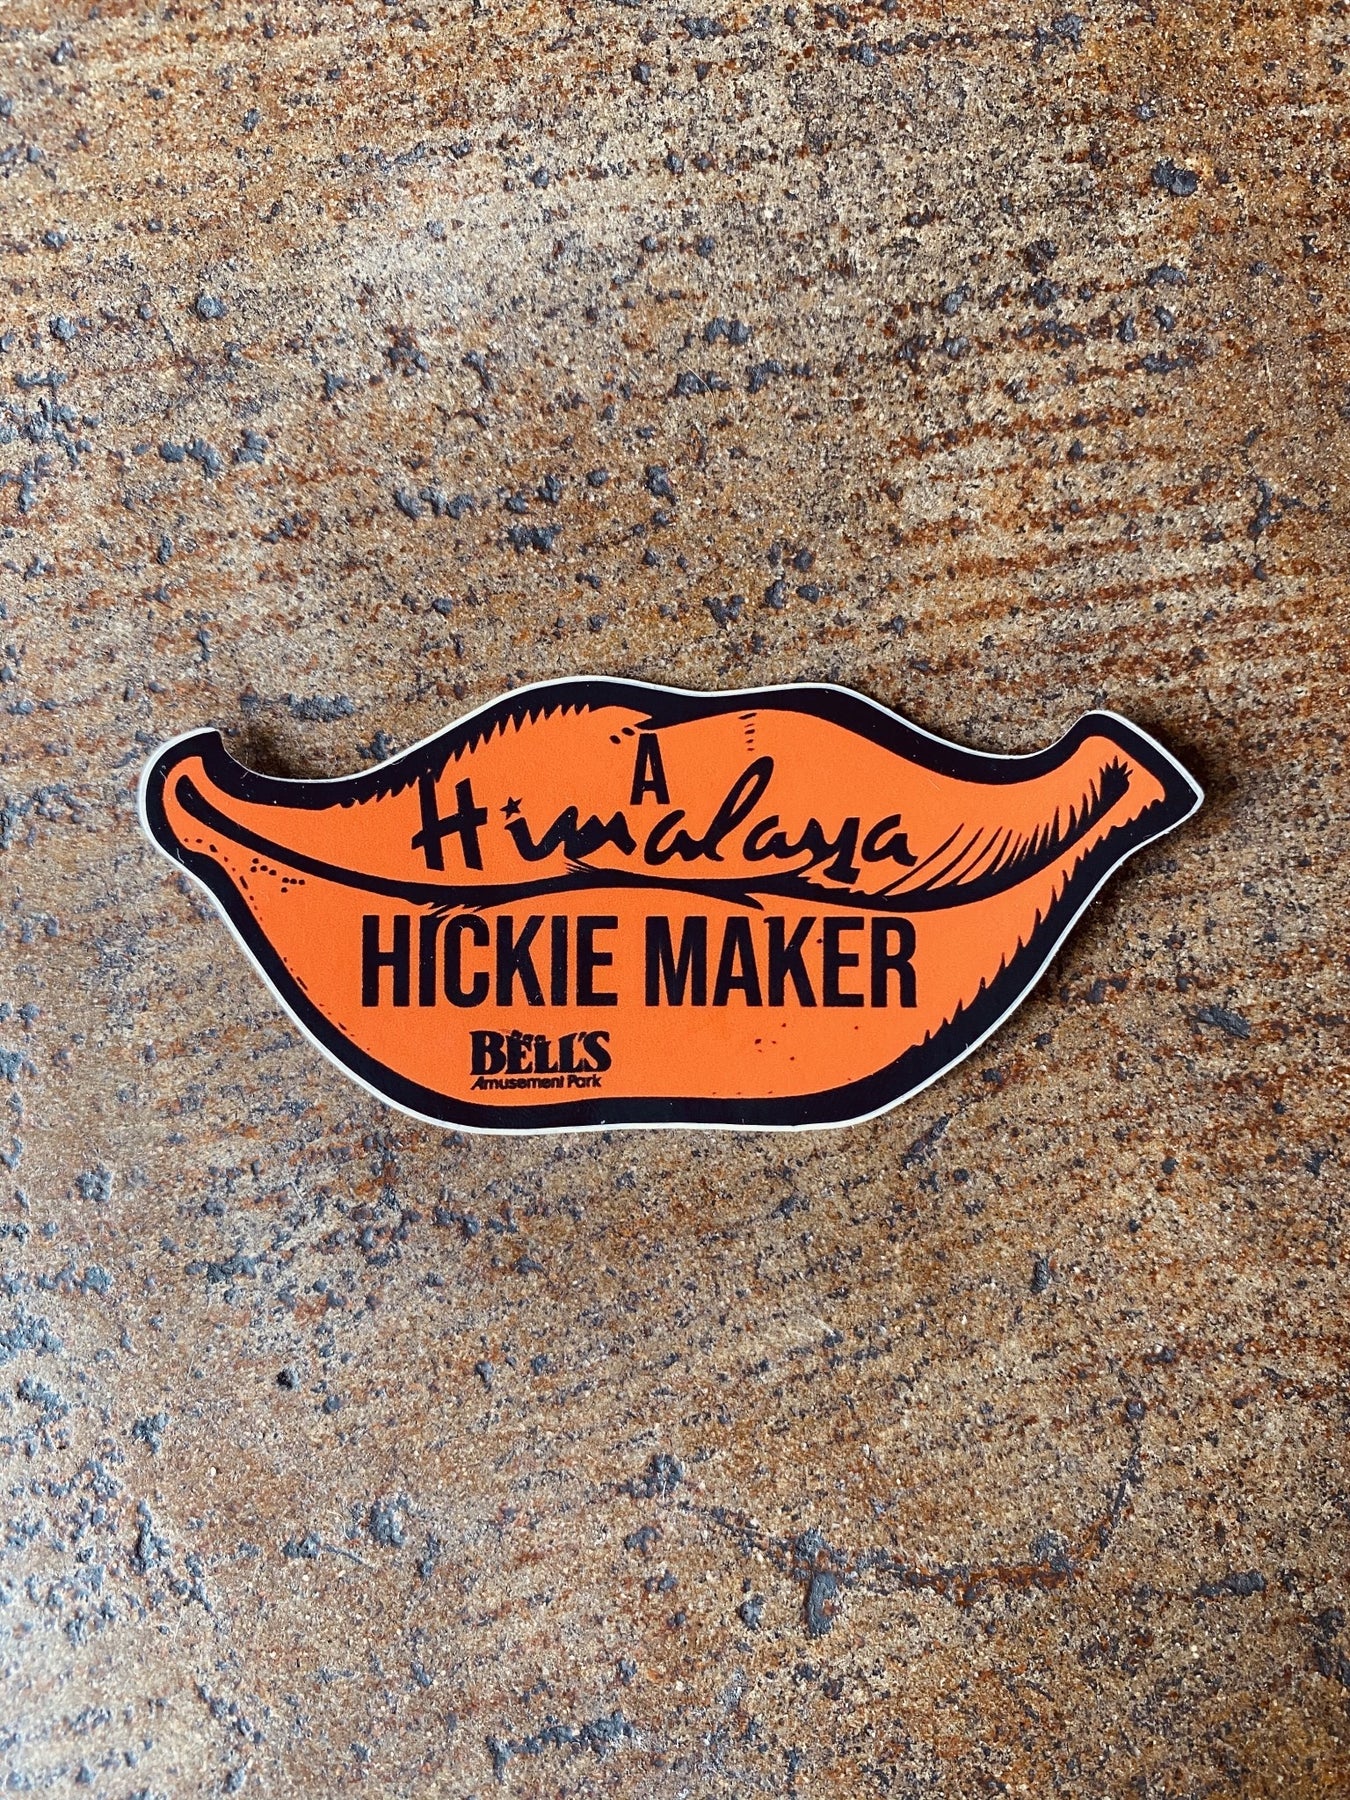 A
Himalaya
HICKIE MAKER
BELL'S
Amusement Park